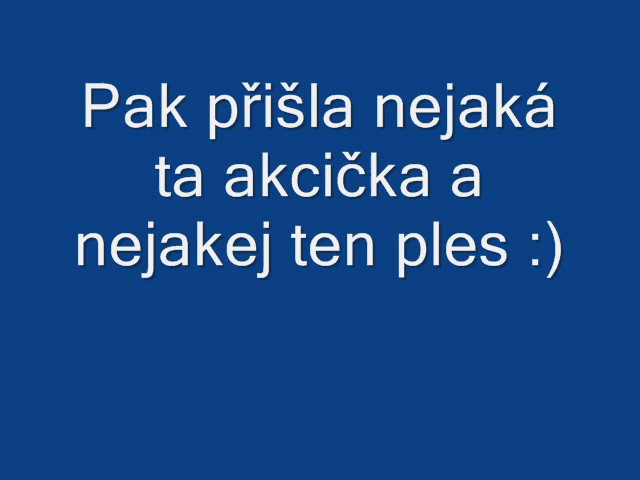 Pak přišla nejaká
ta akcička a
nejakej ten ples :)